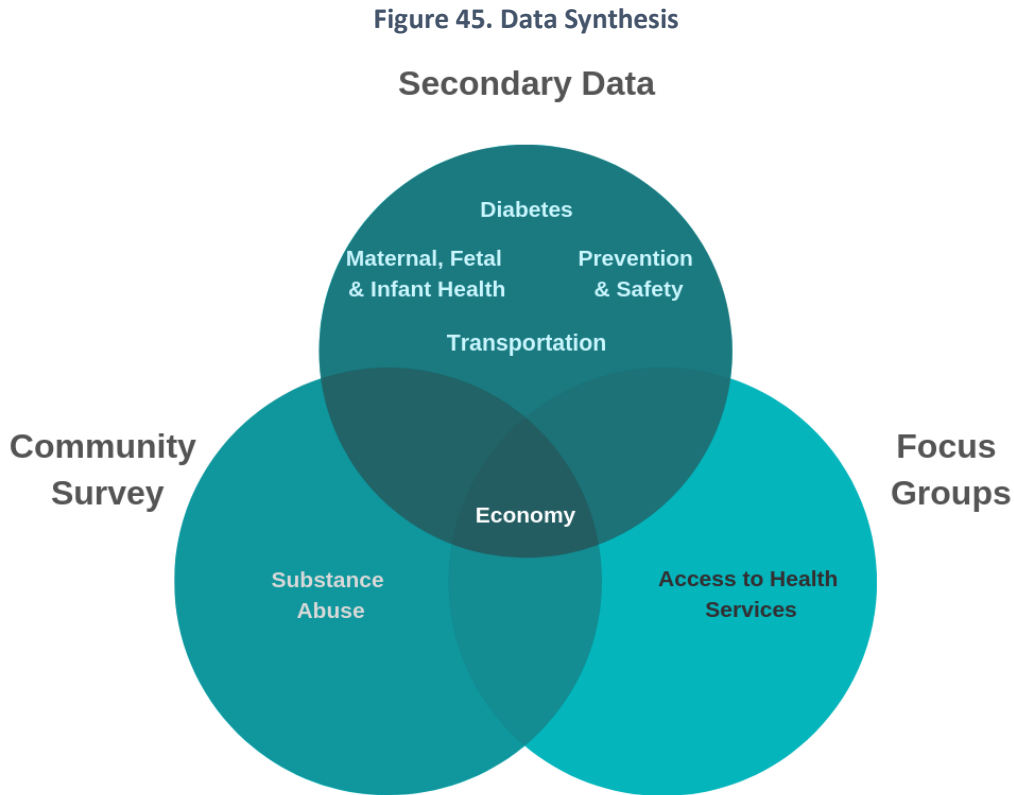 Figure 45. Data Synthesis
Secondary Data
Diabetes
Maternal, Fetal
& Infant Health
Prevention
& Safety
Transportation
Community
Survey
Focus
Groups
Economy
Substance
Abuse
Access to Health
Services